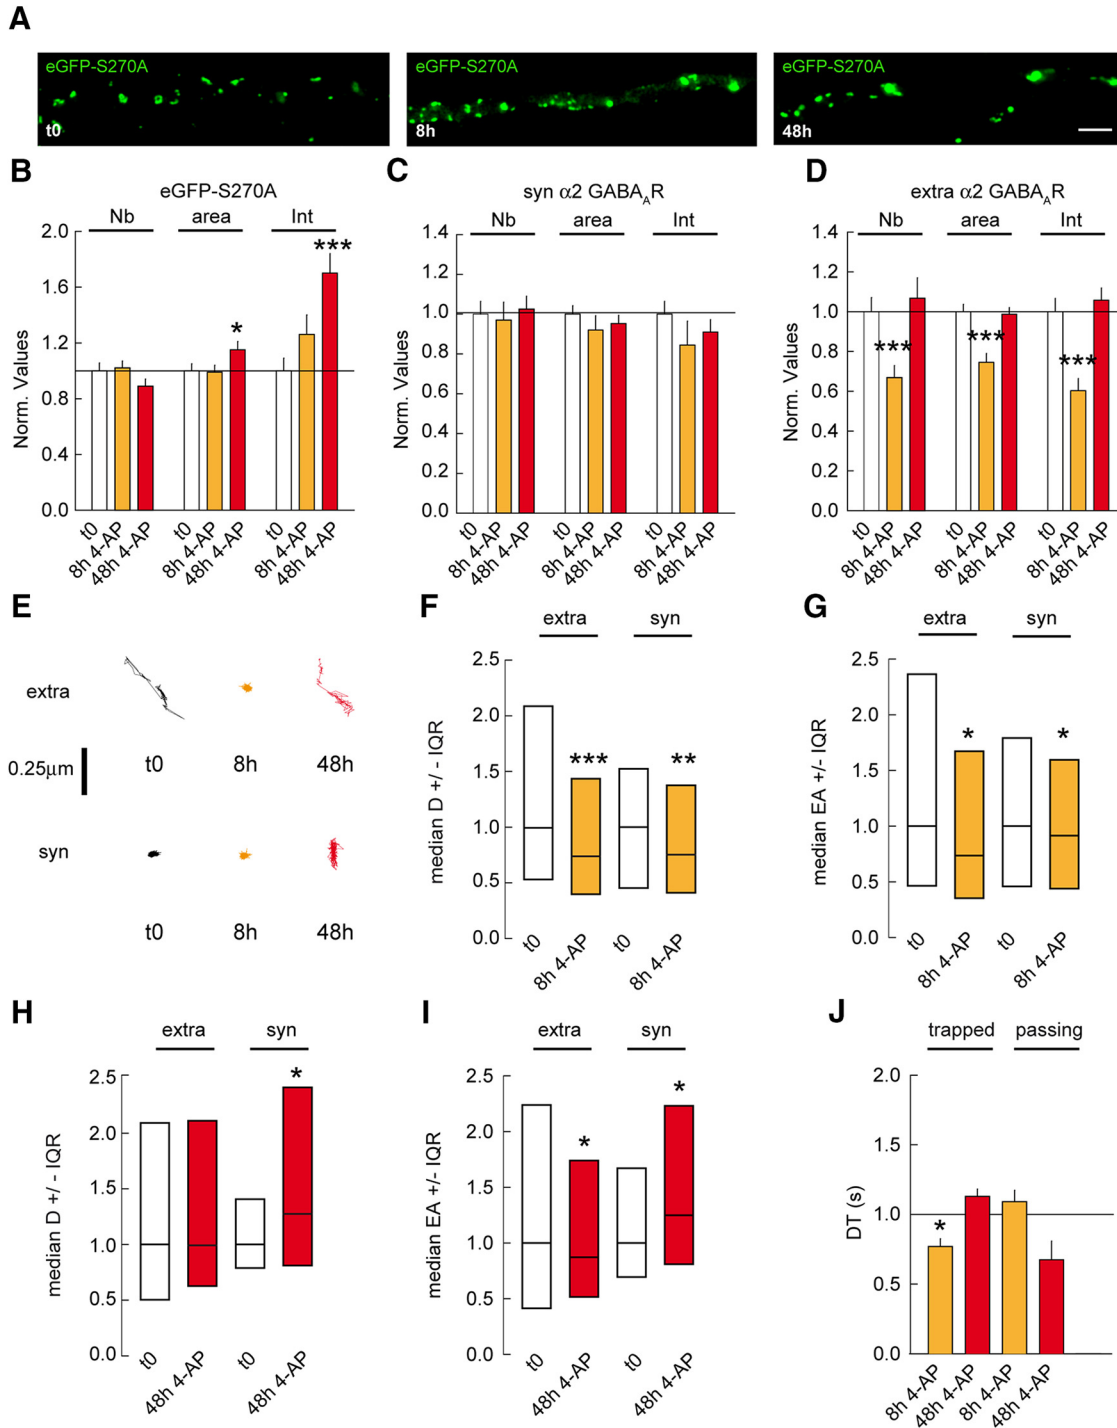 A
eGFP-S270A
t0
eGFP-S270A
8h
eGFP-S270A
48h
B
eGFP-S270A
Nb area Int
Norm. Values
2.0
1.6
1.2
0.8
0.4
0.0
*
***
t0 8h 4-AP 48h 4-AP t0 8h 4-AP 48h 4-AP t0 8h 4-AP 48h 4-AP
C
syn α2 GABAAR
Nb area Int
Norm. Values
1.4
1.2
1.0
0.8
0.6
0.4
0.2
0.0
t0 8h 4-AP 48h 4-AP t0 8h 4-AP 48h 4-AP t0 8h 4-AP 48h 4-AP
D
extra α2 GABAAR
Nb area Int
Norm. Values
1.4
1.2
1.0
0.8
0.6
0.4
0.2
0.0
*** *** ***
t0 8h 4-AP 48h 4-AP t0 8h 4-AP 48h 4-AP t0 8h 4-AP 48h 4-AP
E
extra
t0 8h 48h
0.25μm
syn
t0 8h 48h
F
extra syn
median D +/- IQR
2.5
2.0
1.5
1.0
0.5
0.0
*** **
t0 8h 4-AP t0 8h 4-AP
G
extra syn
median EA +/- IQR
2.5
2.0
1.5
1.0
0.5
0.0
* *
t0 8h 4-AP t0 8h 4-AP
H
extra syn
median D +/- IQR
2.5
2.0
1.5
1.0
0.5
0.0
*
t0 48h 4-AP t0 48h 4-AP
I
extra syn
median EA +/- IQR
2.5
2.0
1.5
1.0
0.5
0.0
* *
t0 48h 4-AP t0 48h 4-AP
J
trapped passing
DT (s)
2.0
1.5
1.0
0.5
0.0
*
8h 4-AP 48h 4-AP 8h 4-AP 48h 4-AP